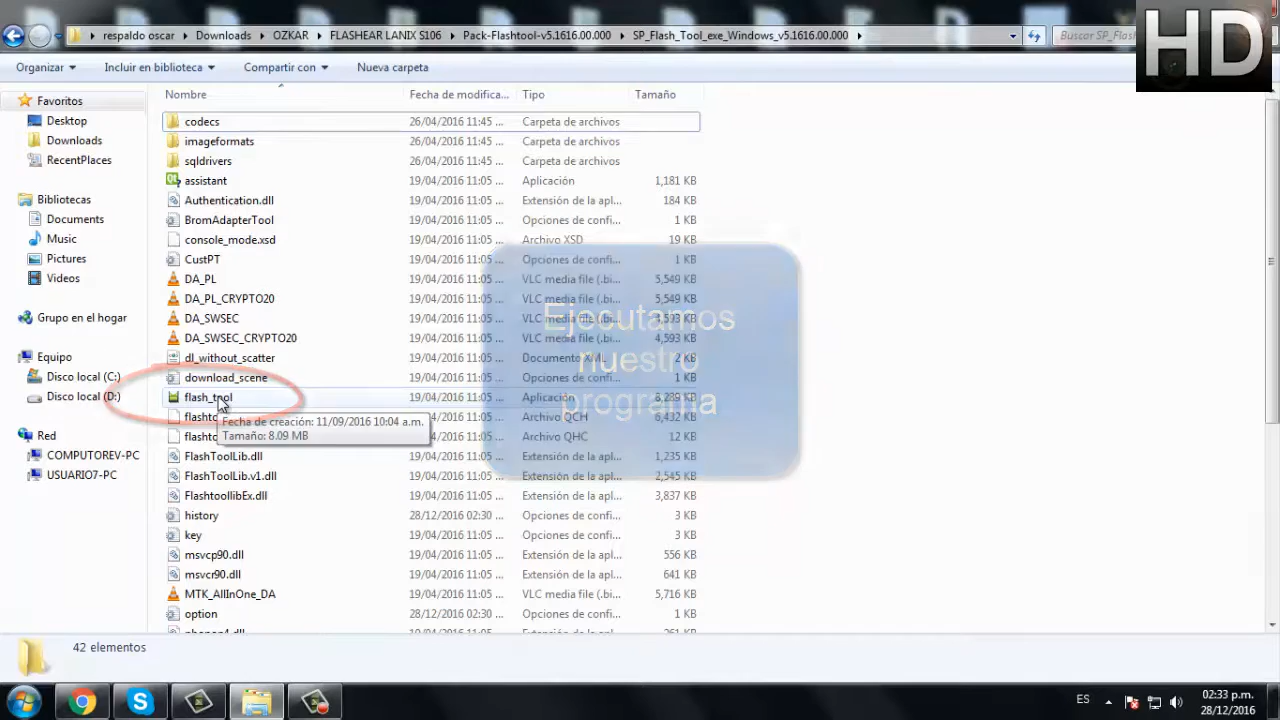 HD
respaldo oscar ▸ Downloads ▸ OZKAR ▸ FLASHEAR LANIX S106 ▸ Pack-Flashtool-v5.1616.00.000 ▸ SP_Flash_Tool_exe_Windows_v5.1616.00.000 ▸
Organizar Incluir en biblioteca Compartir con Nueva carpeta
Nombre Fecha de modifica... Tipo Tamaño
Favoritos
Desktop
Downloads
RecentPlaces
Bibliotecas
Documents
Music
Pictures
Videos
Grupo en el hogar
Equipo
Disco local (C:)
Disco local (D:)
Red
COMPUTOREV-PC
USUARIO7-PC
codecs 26/04/2016 11:45 ... Carpeta de archivos
imageformats 26/04/2016 11:45 ... Carpeta de archivos
sqldrivers 26/04/2016 11:45 ... Carpeta de archivos
assistant 19/04/2016 11:05 ... Aplicación 1,181 KB
Authentication.dll 19/04/2016 11:05 ... Extensión de la apl... 184 KB
BromAdapterTool 19/04/2016 11:05 ... Opciones de confi... 1 KB
console_mode.xsd 19/04/2016 11:05 ... Archivo XSD 19 KB
CustPT 19/04/2016 11:05 ... Opciones de confi... 1 KB
DA_PL 19/04/2016 11:05 ... VLC media file (.bi... 5,549 KB
DA_PL_CRYPTO20 19/04/2016 11:05 ... VLC media file (.bi... 5,549 KB
DA_SWSEC 19/04/2016 11:05 ... VLC media file (.bi... 4,593 KB
DA_SWSEC_CRYPTO20 19/04/2016 11:05 ... VLC media file (.bi... 4,593 KB
dl_without_scatter 19/04/2016 11:05 ... Documento XML 2 KB
download_scene 19/04/2016 11:05 ... Opciones de confi... 1 KB
flash_tool 19/04/2016 11:05 ... Aplicación 8,289 KB
19/04/2016 11:05 ... Archivo QCH 6,432 KB
19/04/2016 11:05 ... Archivo QHC 12 KB
FlashToolLib.dll 19/04/2016 11:05 ... Extensión de la apl... 1,235 KB
FlashToolLib.v1.dll 19/04/2016 11:05 ... Extensión de la apl... 2,545 KB
FlashtoollibEx.dll 19/04/2016 11:05 ... Extensión de la apl... 3,837 KB
history 28/12/2016 02:30 ... Opciones de confi... 3 KB
key 19/04/2016 11:05 ... Opciones de confi... 3 KB
msvcp90.dll 19/04/2016 11:05 ... Extensión de la apl... 556 KB
msvcr90.dll 19/04/2016 11:05 ... Extensión de la apl... 641 KB
MTK_AllInOne_DA 19/04/2016 11:05 ... VLC media file (.bi... 5,716 KB
option 28/12/2016 02:30 ... Opciones de confi... 1 KB
Fecha de creación: 11/09/2016 10:04 a.m.
Tamaño: 8.09 MB
Ejecutamos
nuestro
programa
42 elementos
ES
02:33 p.m.
28/12/2016